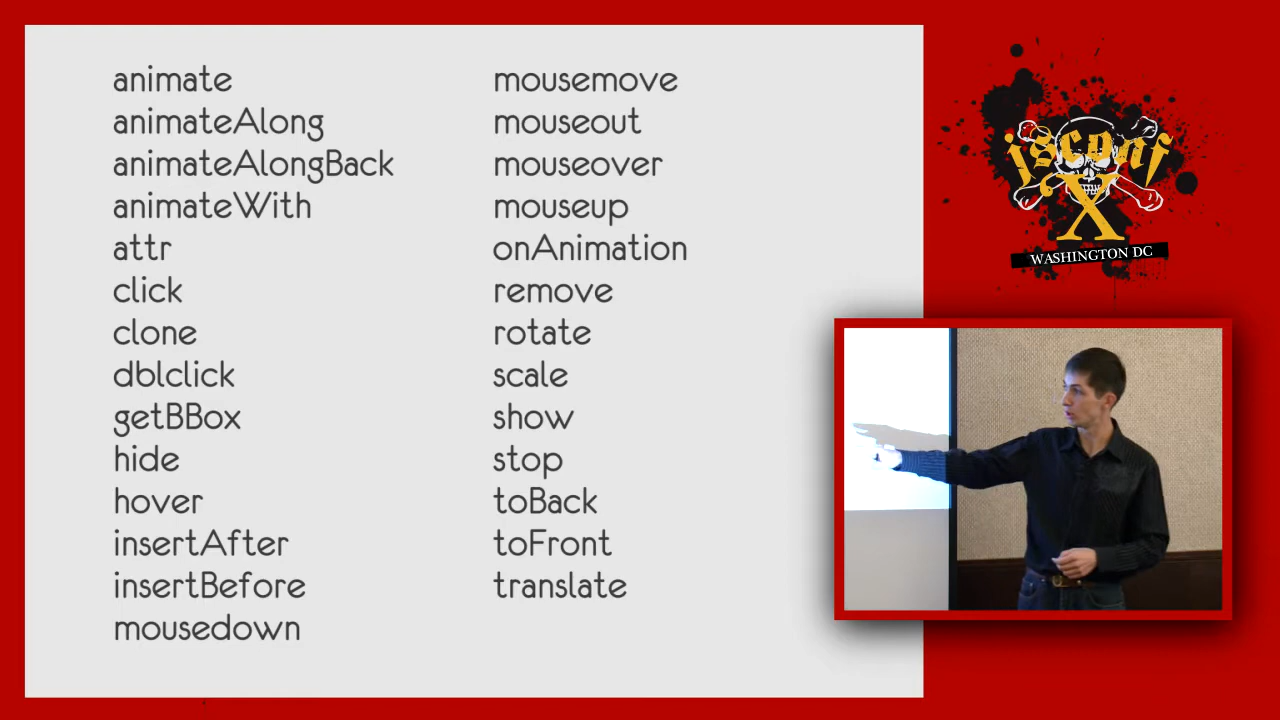 animate
animateAlong
animateAlongBack
animateWith
attr
click
clone
dblclick
getBBox
hide
hover
insertAfter
insertBefore
mousedown
mousemove
mouseout
mouseover
mouseup
onAnimation
remove
rotate
scale
show
stop
toBack
toFront
translate
jsconf
X
WASHINGTON DC